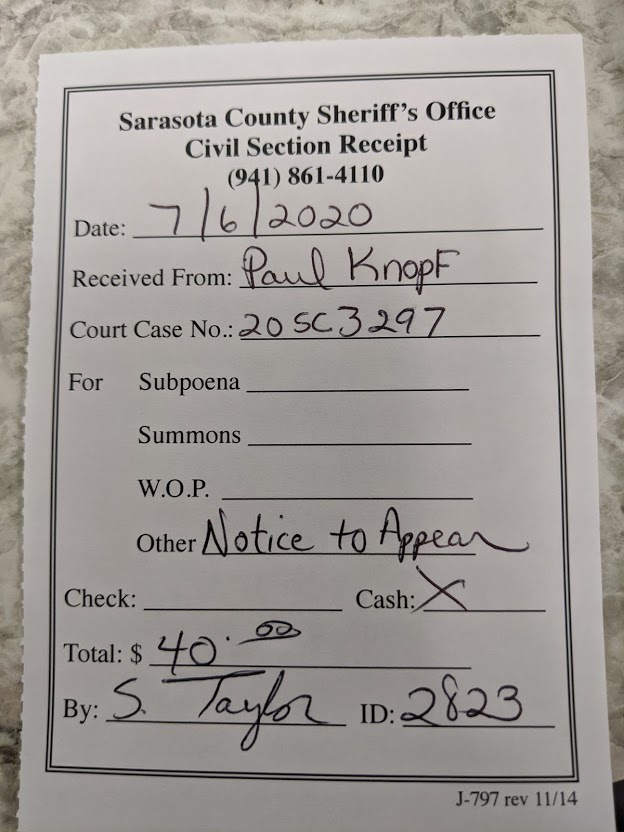 Sarasota County Sheriff's Office
Civil Section Receipt
(941) 861-4110
Date: 7/6/2020
Received From: Paul Knopf
Court Case No.: 20 SC 3297
For Subpoena
Summons
W.O.P.
Other Notice to Appear
Check: Cash: X
Total: $ 40.00
By: S. Taylor ID: 2823
J-797 rev 11/14